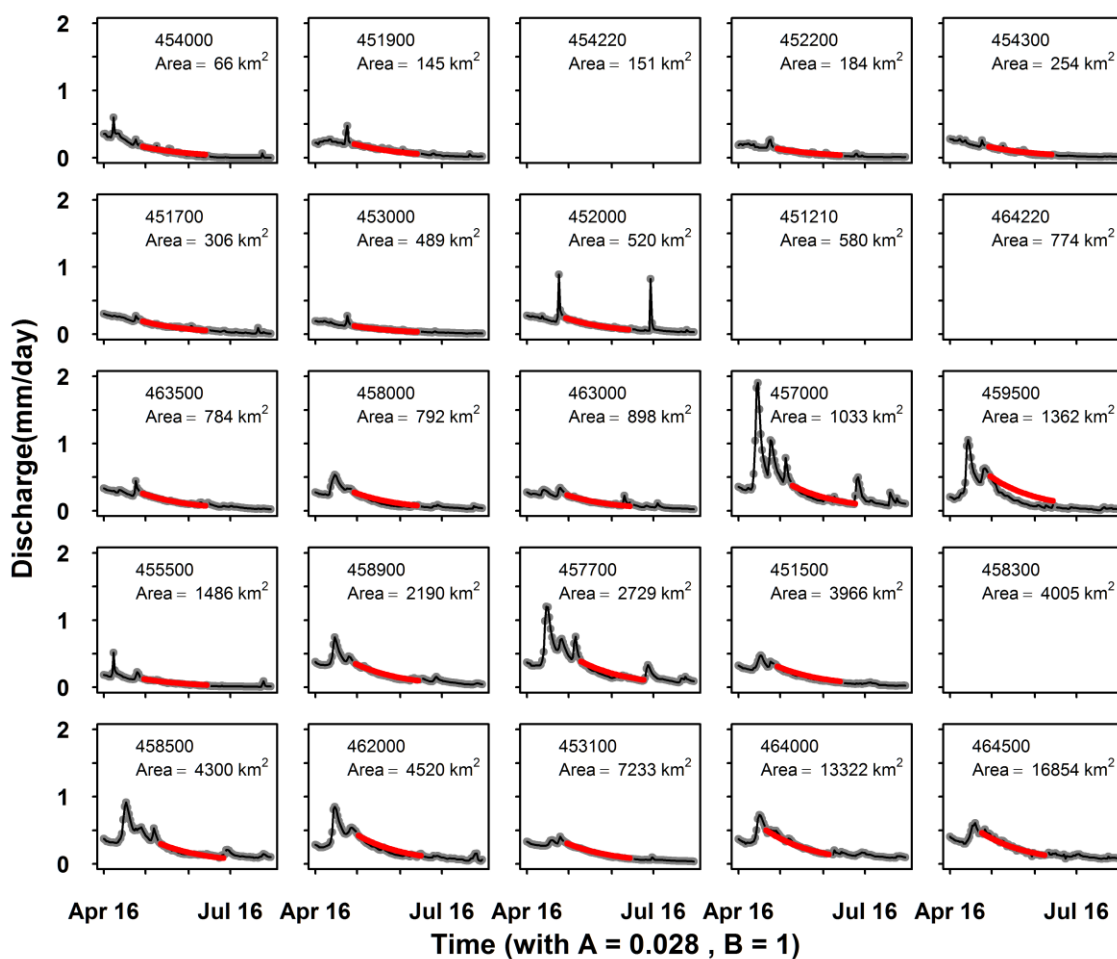 2
1
0
454000
Area = 66 km²
451900
Area = 145 km²
454220
Area = 151 km²
452200
Area = 184 km²
454300
Area = 254 km²
2
1
0
451700
Area = 306 km²
453000
Area = 489 km²
452000
Area = 520 km²
451210
Area = 580 km²
464220
Area = 774 km²
Discharge(mm/day)
2
1
0
463500
Area = 784 km²
458000
Area = 792 km²
463000
Area = 898 km²
457000
Area = 1033 km²
459500
Area = 1362 km²
2
1
0
455500
Area = 1486 km²
458900
Area = 2190 km²
457700
Area = 2729 km²
451500
Area = 3966 km²
458300
Area = 4005 km²
2
1
0
458500
Area = 4300 km²
462000
Area = 4520 km²
453100
Area = 7233 km²
464000
Area = 13322 km²
464500
Area = 16854 km²
Apr 16 Jul 16 Apr 16 Jul 16 Apr 16 Jul 16 Apr 16 Jul 16 Apr 16 Jul 16
Time (with A = 0.028 , B = 1)